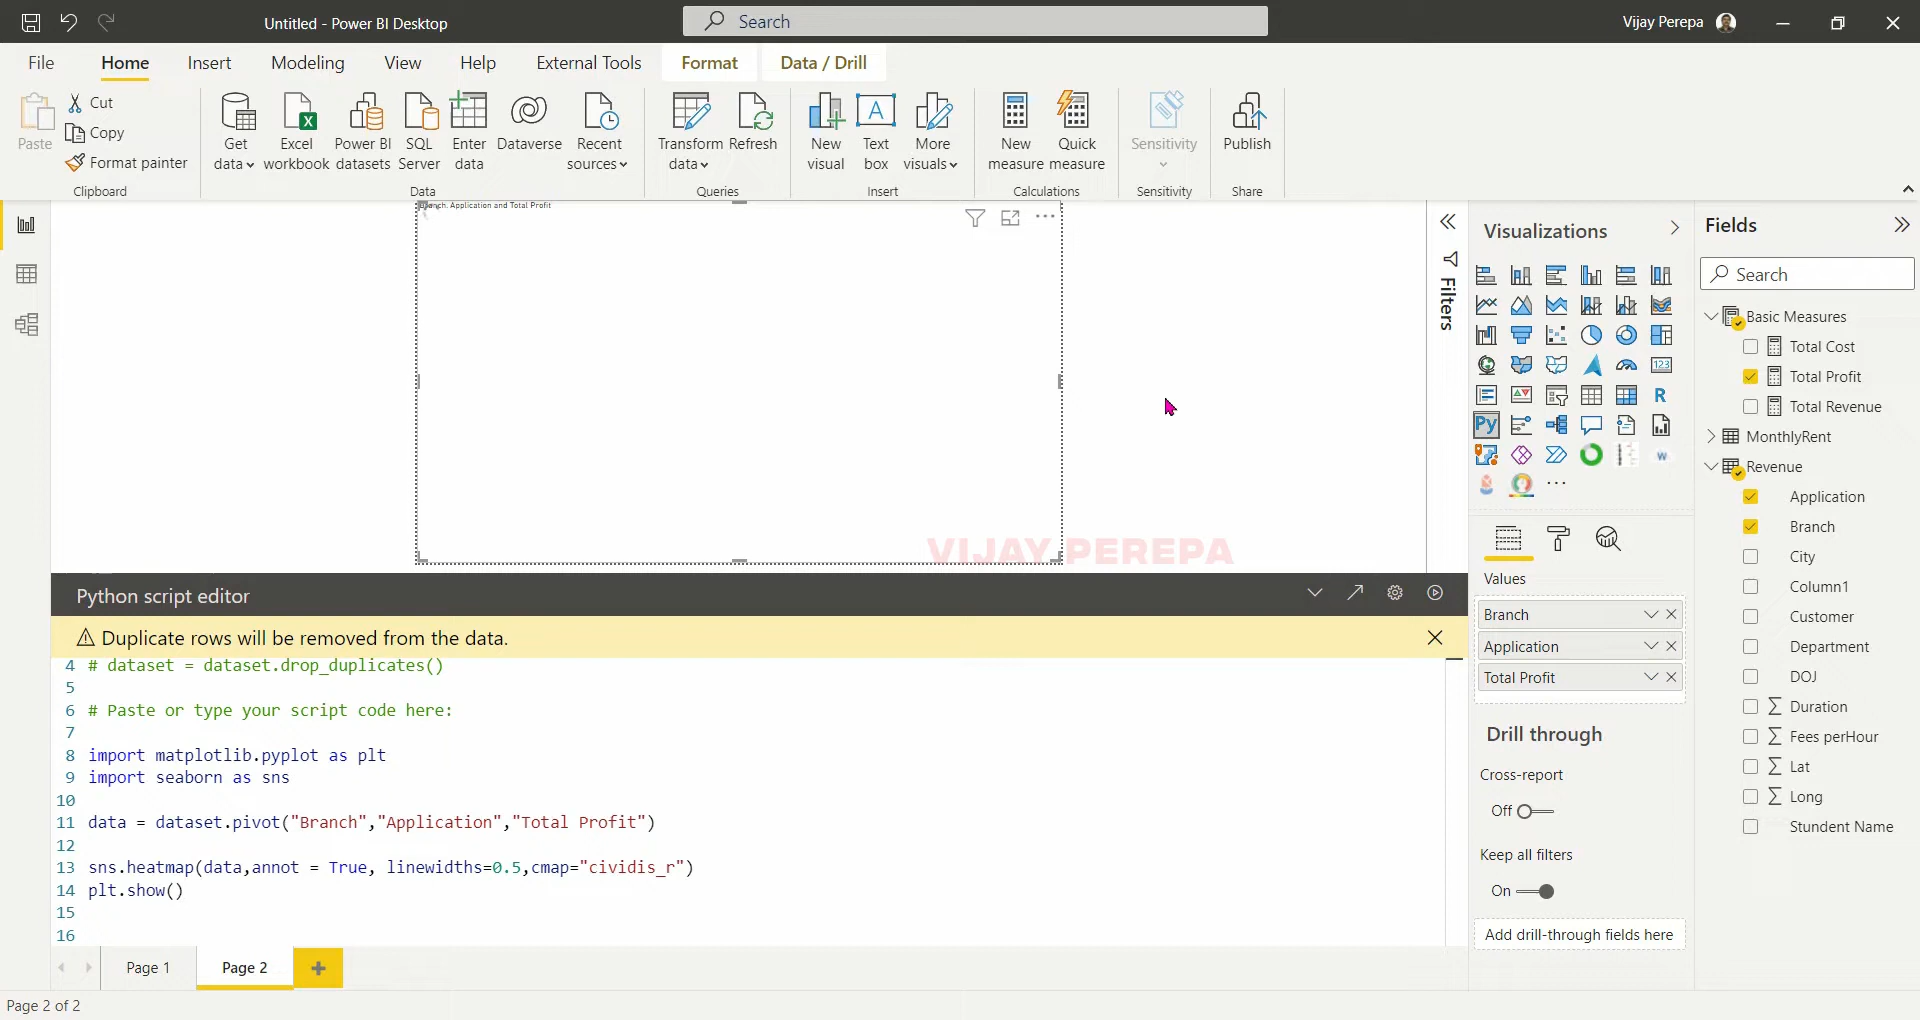 Untitled - Power BI Desktop
Search
Vijay Perepa
File
Home
Insert
Modeling
View
Help
External Tools
Format
Data / Drill
Paste
Cut
Copy
Format painter
Clipboard
Get data
Excel workbook
Power BI datasets
SQL Server
Enter data
Dataverse
Recent sources
Data
Transform data
Refresh
Queries
New visual
Text box
More visuals
Insert
New measure
Quick measure
Calculations
Sensitivity
Sensitivity
Publish
Share
Branch, Application and Total Profit
VIJAY PEREPA
Filters
Python script editor
Duplicate rows will be removed from the data.
4 # dataset = dataset.drop_duplicates()
5
6 # Paste or type your script code here:
7
8 import matplotlib.pyplot as plt
9 import seaborn as sns
10
11 data = dataset.pivot("Branch","Application","Total Profit")
12
13 sns.heatmap(data,annot = True, linewidths=0.5,cmap="cividis_r")
14 plt.show()
15
16
Page 1
Page 2
Page 2 of 2
Visualizations
123
R
Py
Values
Branch
Application
Total Profit
Drill through
Cross-report
Off
Keep all filters
On
Add drill-through fields here
Fields
Search
Basic Measures
Total Cost
Total Profit
Total Revenue
MonthlyRent
Revenue
Application
Branch
City
Column1
Customer
Department
DOJ
Duration
Fees perHour
Lat
Long
Stundent Name